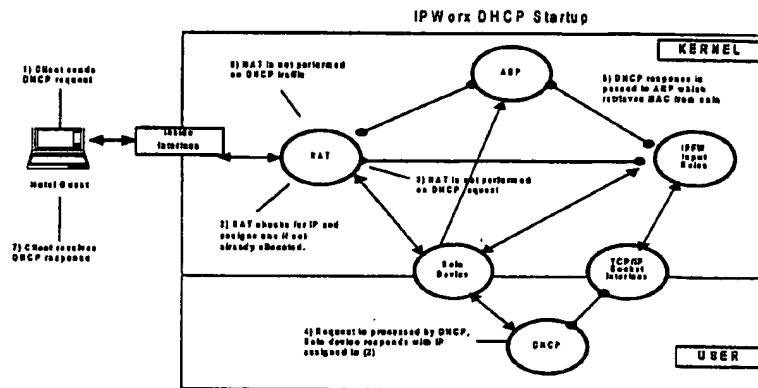 IPWorx DHCP Startup
KERNEL
1) Client sends
DHCP request
6) NAT is not performed
on DHCP traffic
ARP
5) DHCP response is
passed to ARP which
retrieves MAC from soln
Inside
Interface
NAT
IPFW
Input
Rules
Hotel Guest
3) NAT is not performed
on DHCP request
2) NAT checks for IP and
assigns one if not
already allocated.
7) Client receives
DHCP response
Soln
Device
TCP/IP
Socket
Interface
4) Request is processed by DHCP,
Soln device responds with IP
assigned in (2)
DHCP
USER